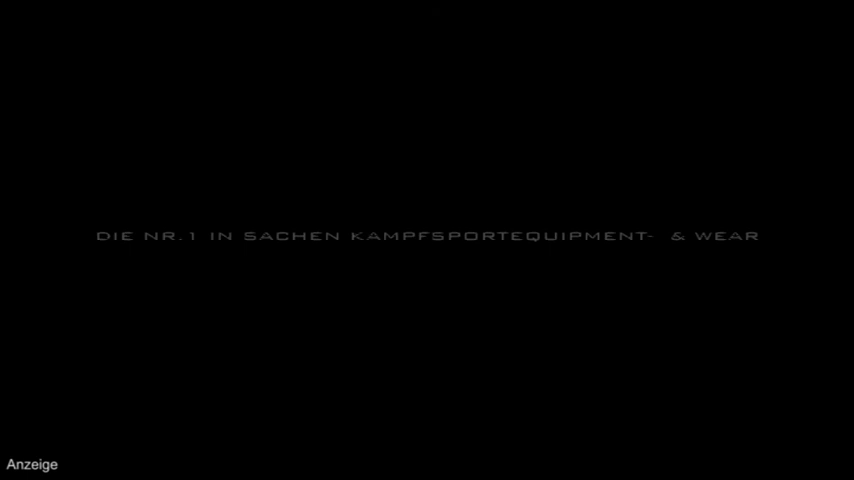 DIE NR.1 IN SACHEN KAMPFSPORTEQUIPMENT- & WEAR
Anzeige